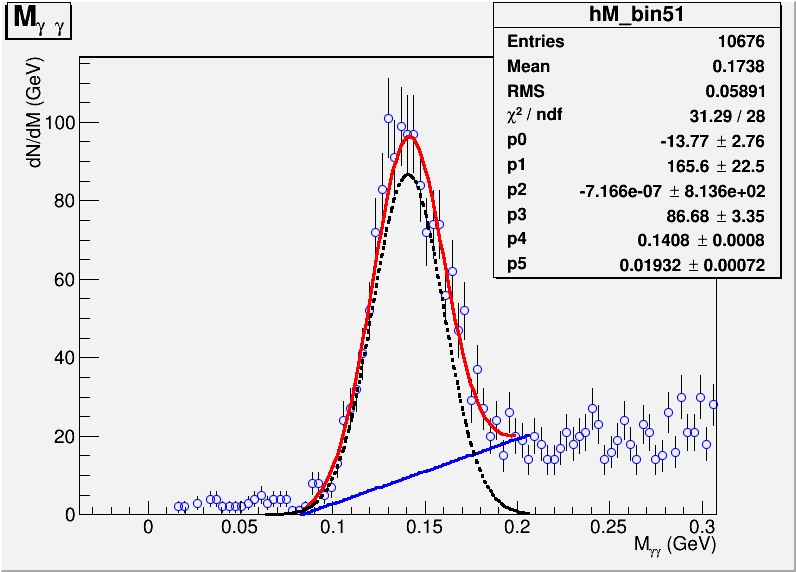 M_γγ
hM_bin51
Entries 10676
Mean 0.1738
RMS 0.05891
χ² / ndf 31.29 / 28
p0 -13.77 ± 2.76
p1 165.6 ± 22.5
p2 -7.166e-07 ± 8.136e+02
p3 86.68 ± 3.35
p4 0.1408 ± 0.0008
p5 0.01932 ± 0.00072
dN/dM (GeV)
100
80
60
40
20
0
0 0.05 0.1 0.15 0.2 0.25 0.3
M_γγ (GeV)